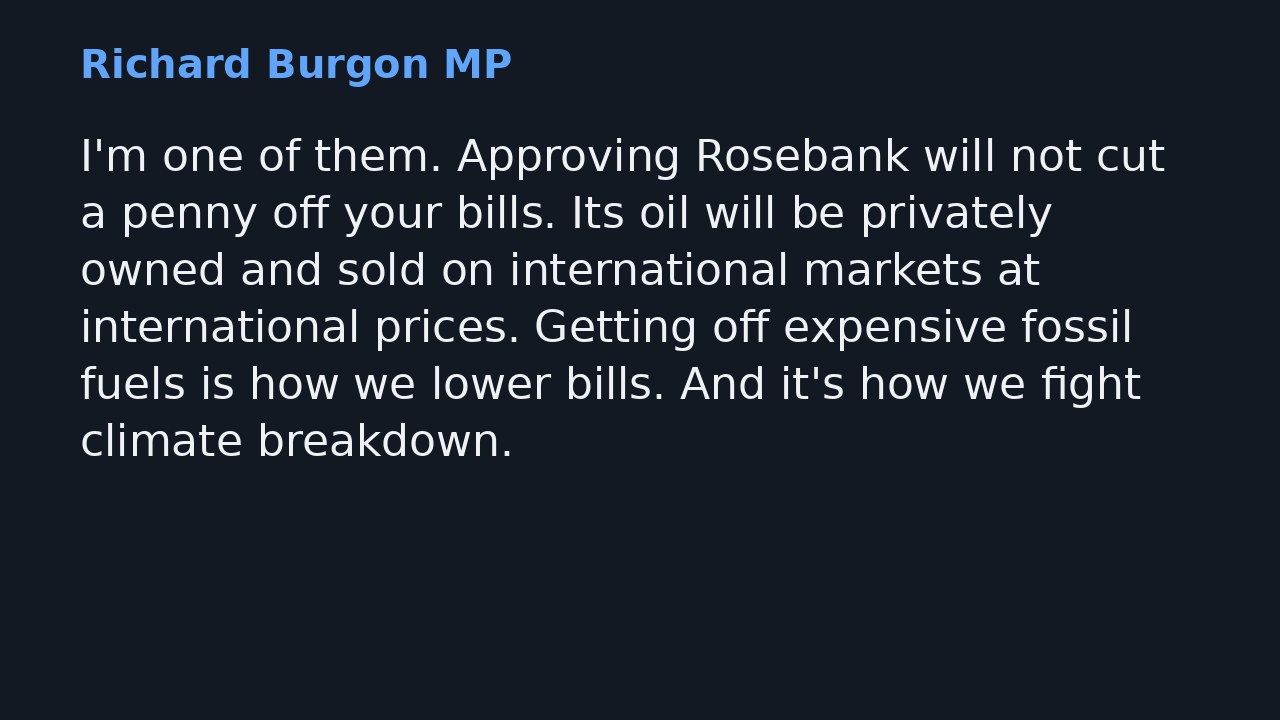 Richard Burgon MP
I'm one of them. Approving Rosebank will not cut
a penny off your bills. Its oil will be privately
owned and sold on international markets at
international prices. Getting off expensive fossil
fuels is how we lower bills. And it's how we fight
climate breakdown.